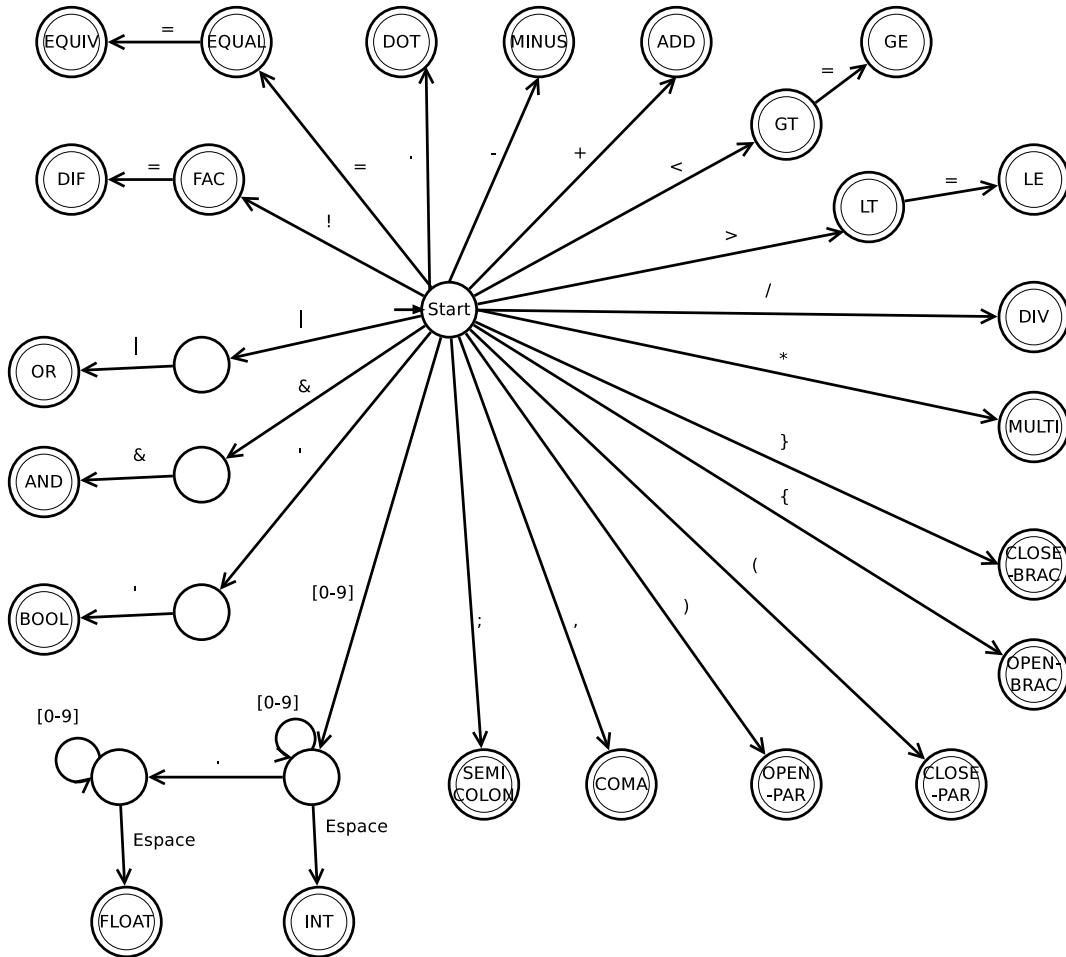 =
EQUIV
EQUAL
DOT
MINUS
ADD
GE
=
GT
=
DIF
FAC
=
.
-
+
<
=
LE
LT
!
>
/
Start
DIV
|
|
OR
*
&
MULTI
&
AND
'
}
{
CLOSE
-BRAC
'
BOOL
[0-9]
;
,
)
(
OPEN-
BRAC
[0-9]
[0-9]
.
SEMI
COLON
COMA
OPEN
-PAR
CLOSE
-PAR
Espace
Espace
FLOAT
INT